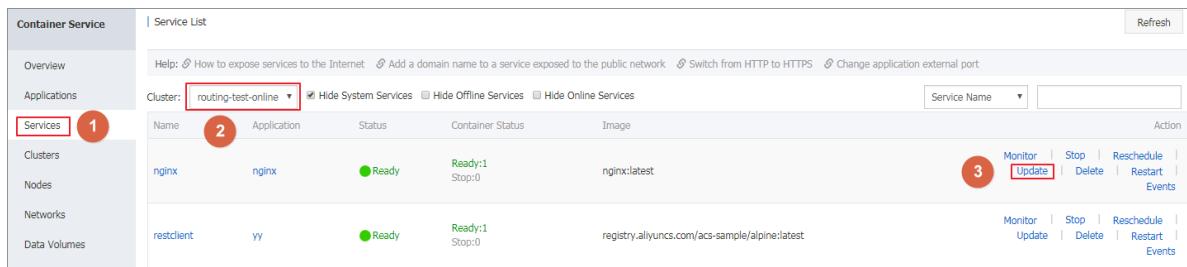 Container Service
Service List
Refresh
Overview
Help: How to expose services to the Internet Add a domain name to a service exposed to the public network Switch from HTTP to HTTPS Change application external port
Applications
Cluster: routing-test-online Hide System Services Hide Offline Services Hide Online Services Service Name
Services 1
Name 2 Application Status Container Status Image Action
Clusters
Nodes
Networks
Data Volumes
nginx nginx Ready Ready:1 Stop:0 nginx:latest
Monitor | Stop | Reschedule |
3 Update | Delete | Restart |
Events
restclient yy Ready Ready:1 Stop:0 registry.aliyuncs.com/acs-sample/alpine:latest
Monitor | Stop | Reschedule |
Update | Delete | Restart |
Events